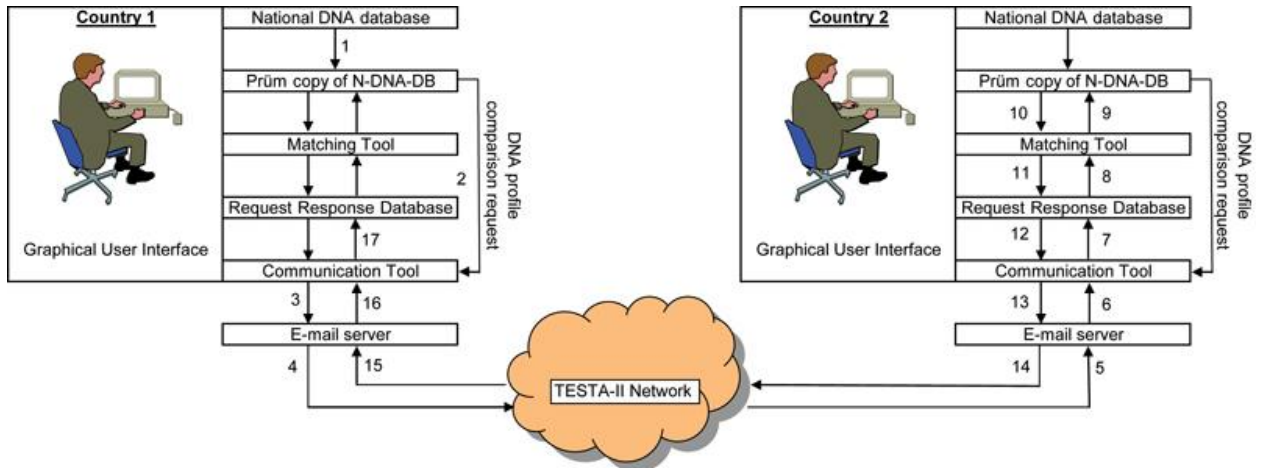 Country 1
National DNA database
1
Prüm copy of N-DNA-DB
Matching Tool
2
Request Response Database
17
Graphical User Interface
Communication Tool
3
16
E-mail server
4
15
DNA profile
comparison request
TESTA-II Network
Country 2
National DNA database
Prüm copy of N-DNA-DB
10
9
Matching Tool
11
8
Request Response Database
12
7
Graphical User Interface
Communication Tool
13
6
E-mail server
14
5
DNA profile
comparison request